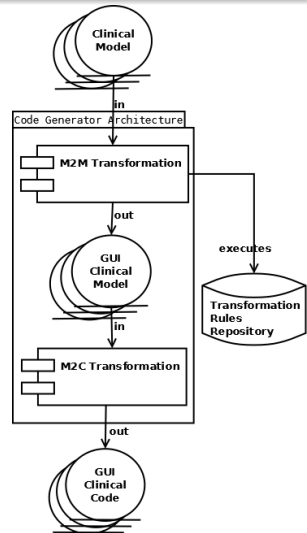 Clinical
Model
in
Code Generator Architecture
M2M Transformation
out
executes
GUI
Clinical
Model
Transformation
Rules
Repository
in
M2C Transformation
out
GUI
Clinical
Code